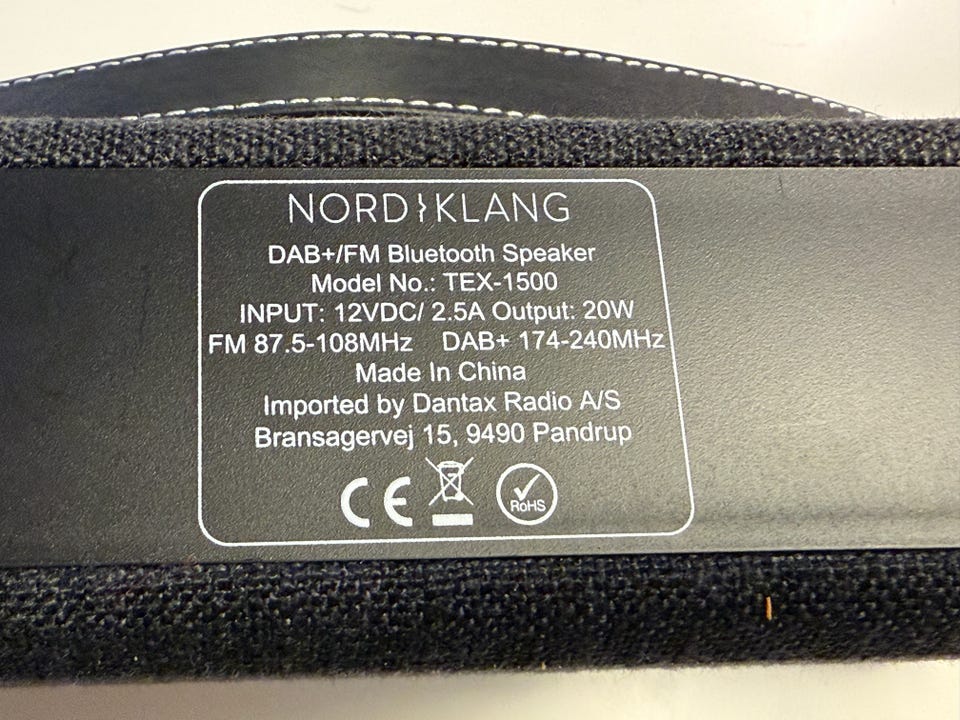 NORD KLANG
DAB+/FM Bluetooth Speaker
Model No.: TEX-1500
INPUT: 12VDC/ 2.5A Output: 20W
FM 87.5-108MHz DAB+ 174-240MHz
Made In China
Imported by Dantax Radio A/S
Bransagervej 15, 9490 Pandrup
CE
RoHS